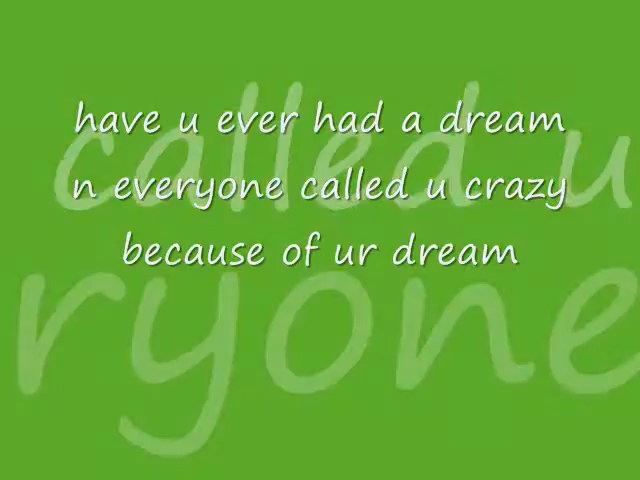 have u ever had a dream
n everyone called u crazy
because of ur dream
called u
ryone